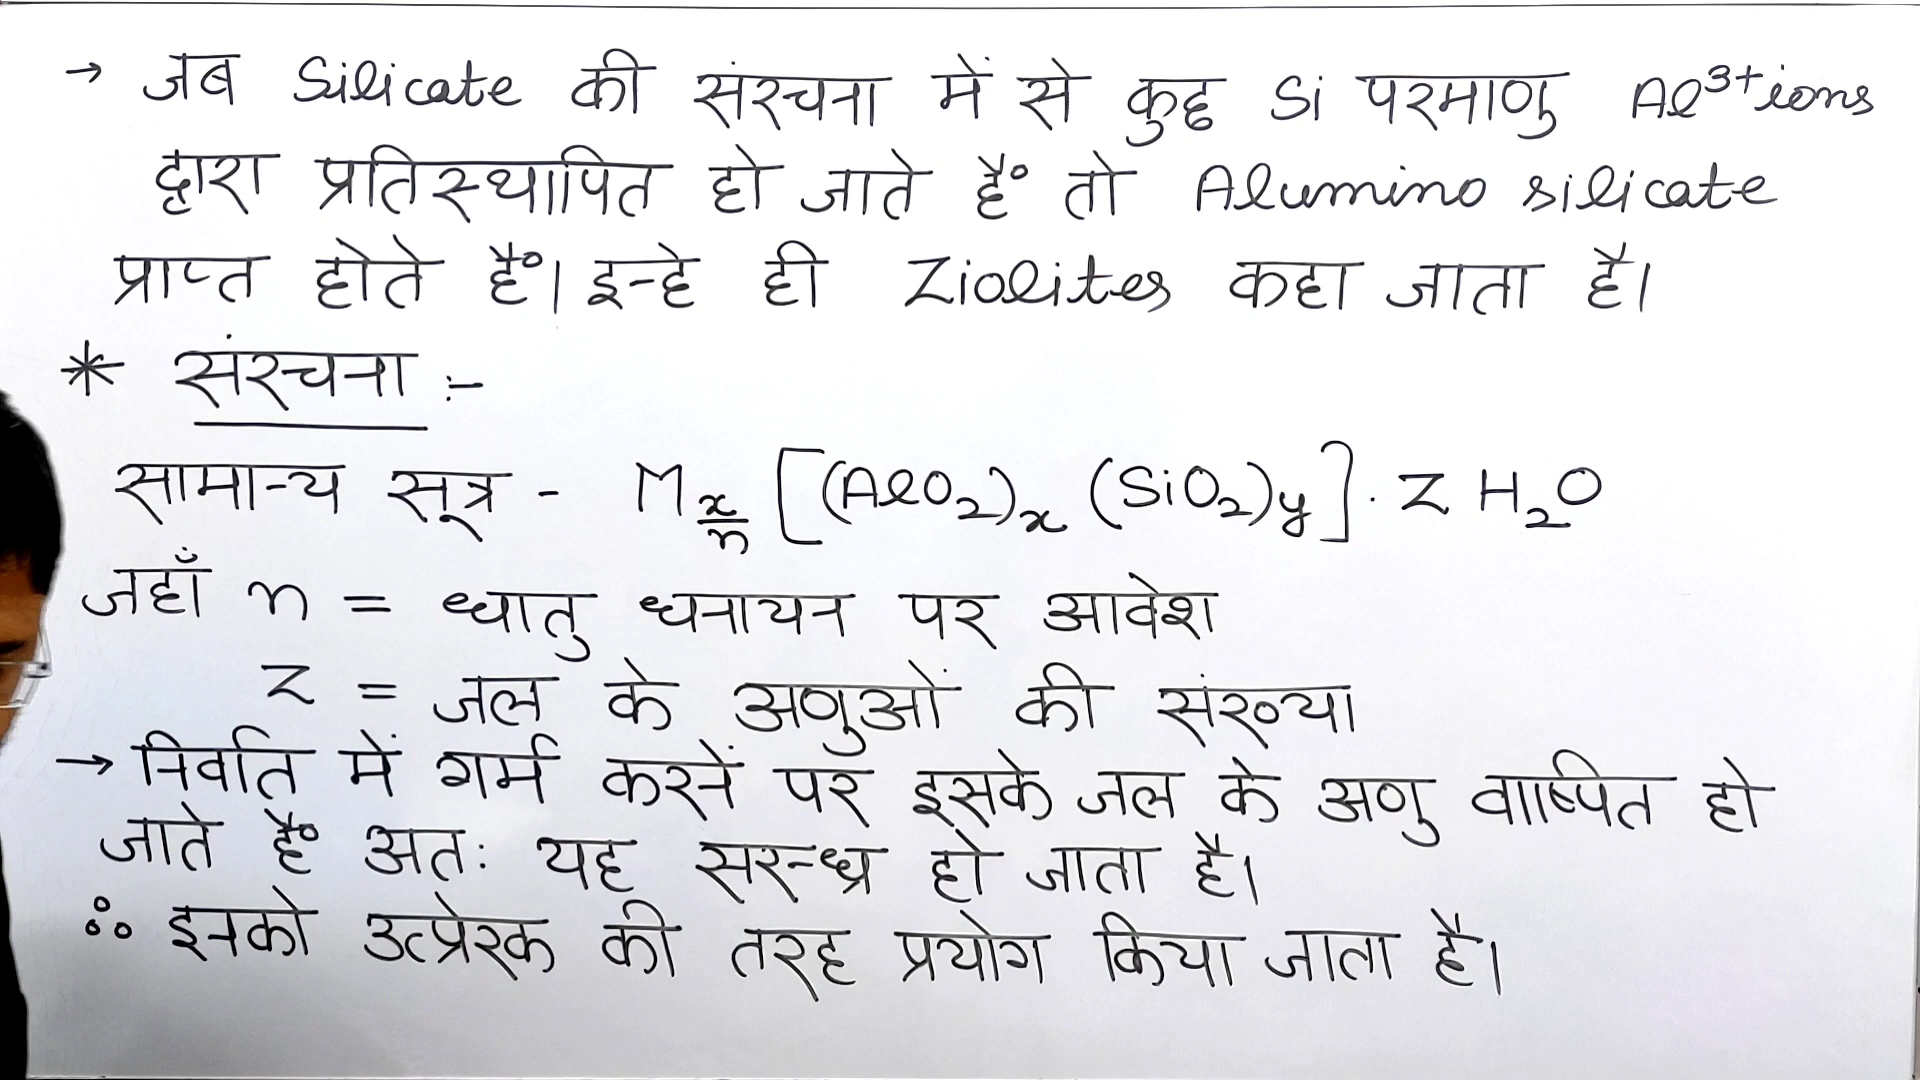 → जब Silicate की संरचना में से कुछ Si परमाणु Al³⁺ions
द्वारा प्रतिस्थापित हो जाते हैं तो Alumino silicate
प्राप्त होते हैं। इन्हे ही Ziolites कहा जाता है।
* संरचना :-
सामान्य सूत्र - M x/n [(AlO₂)ₓ (SiO₂)y] . Z H₂O
जहाँ n = धातु धनायन पर आवेश
z = जल के अणुओं की संख्या
→ निर्वात में गर्म करनें पर इसके जल के अणु वाष्पित हो
जाते हैं अतः यह सरन्ध्र हो जाता है।
∴ इनको उत्प्रेरक की तरह प्रयोग किया जाता है।